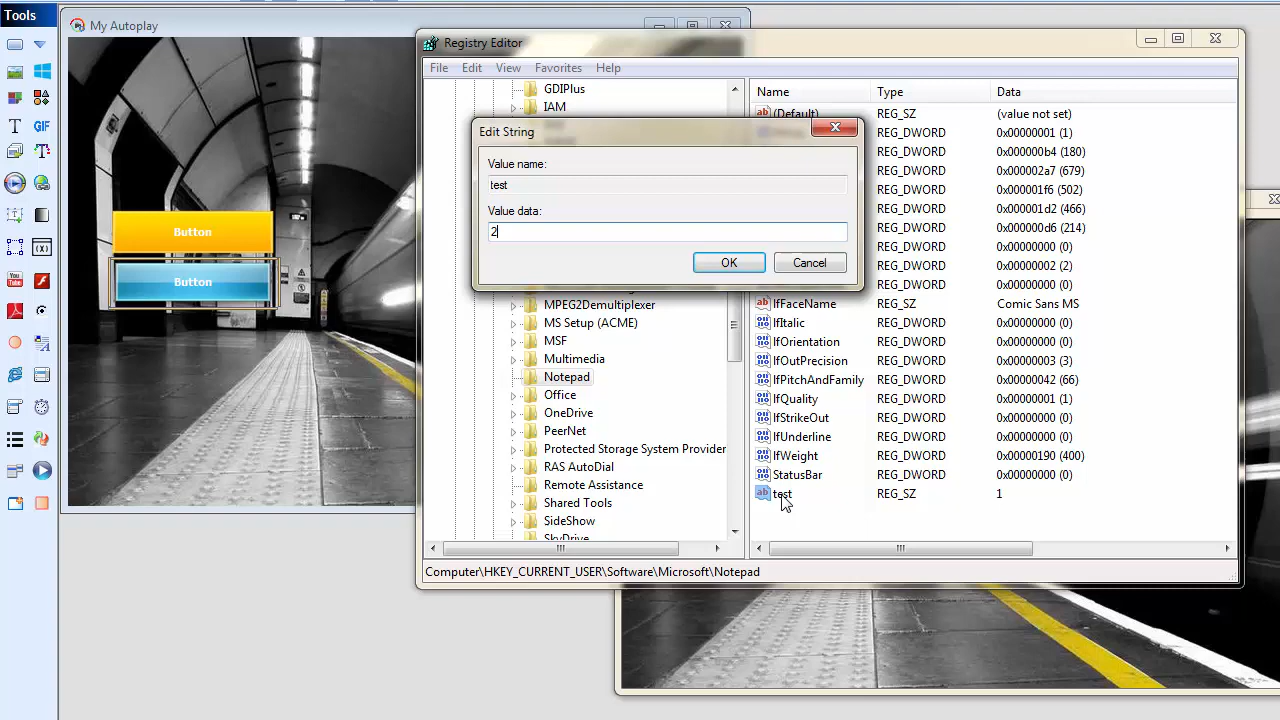 Tools
My Autoplay
Button
Button
T
GIF
T
(X)
You
Tube
Registry Editor
File Edit View Favorites Help
GDIPlus
IAM
MPEG2Demultiplexer
MS Setup (ACME)
MSF
Multimedia
Notepad
Office
OneDrive
PeerNet
Protected Storage System Provider
RAS AutoDial
Remote Assistance
Shared Tools
SideShow
SkyDrive
Name Type Data
(Default) REG_SZ (value not set)
REG_DWORD 0x00000001 (1)
REG_DWORD 0x000000b4 (180)
REG_DWORD 0x000002a7 (679)
REG_DWORD 0x000001f6 (502)
REG_DWORD 0x000001d2 (466)
REG_DWORD 0x000000d6 (214)
REG_DWORD 0x00000000 (0)
REG_DWORD 0x00000002 (2)
REG_DWORD 0x00000000 (0)
lfFaceName REG_SZ Comic Sans MS
lfItalic REG_DWORD 0x00000000 (0)
lfOrientation REG_DWORD 0x00000000 (0)
lfOutPrecision REG_DWORD 0x00000003 (3)
lfPitchAndFamily REG_DWORD 0x00000042 (66)
lfQuality REG_DWORD 0x00000001 (1)
lfStrikeOut REG_DWORD 0x00000000 (0)
lfUnderline REG_DWORD 0x00000000 (0)
lfWeight REG_DWORD 0x00000190 (400)
StatusBar REG_DWORD 0x00000000 (0)
test REG_SZ 1
Computer\HKEY_CURRENT_USER\Software\Microsoft\Notepad
Edit String
Value name:
test
Value data:
2
OK Cancel